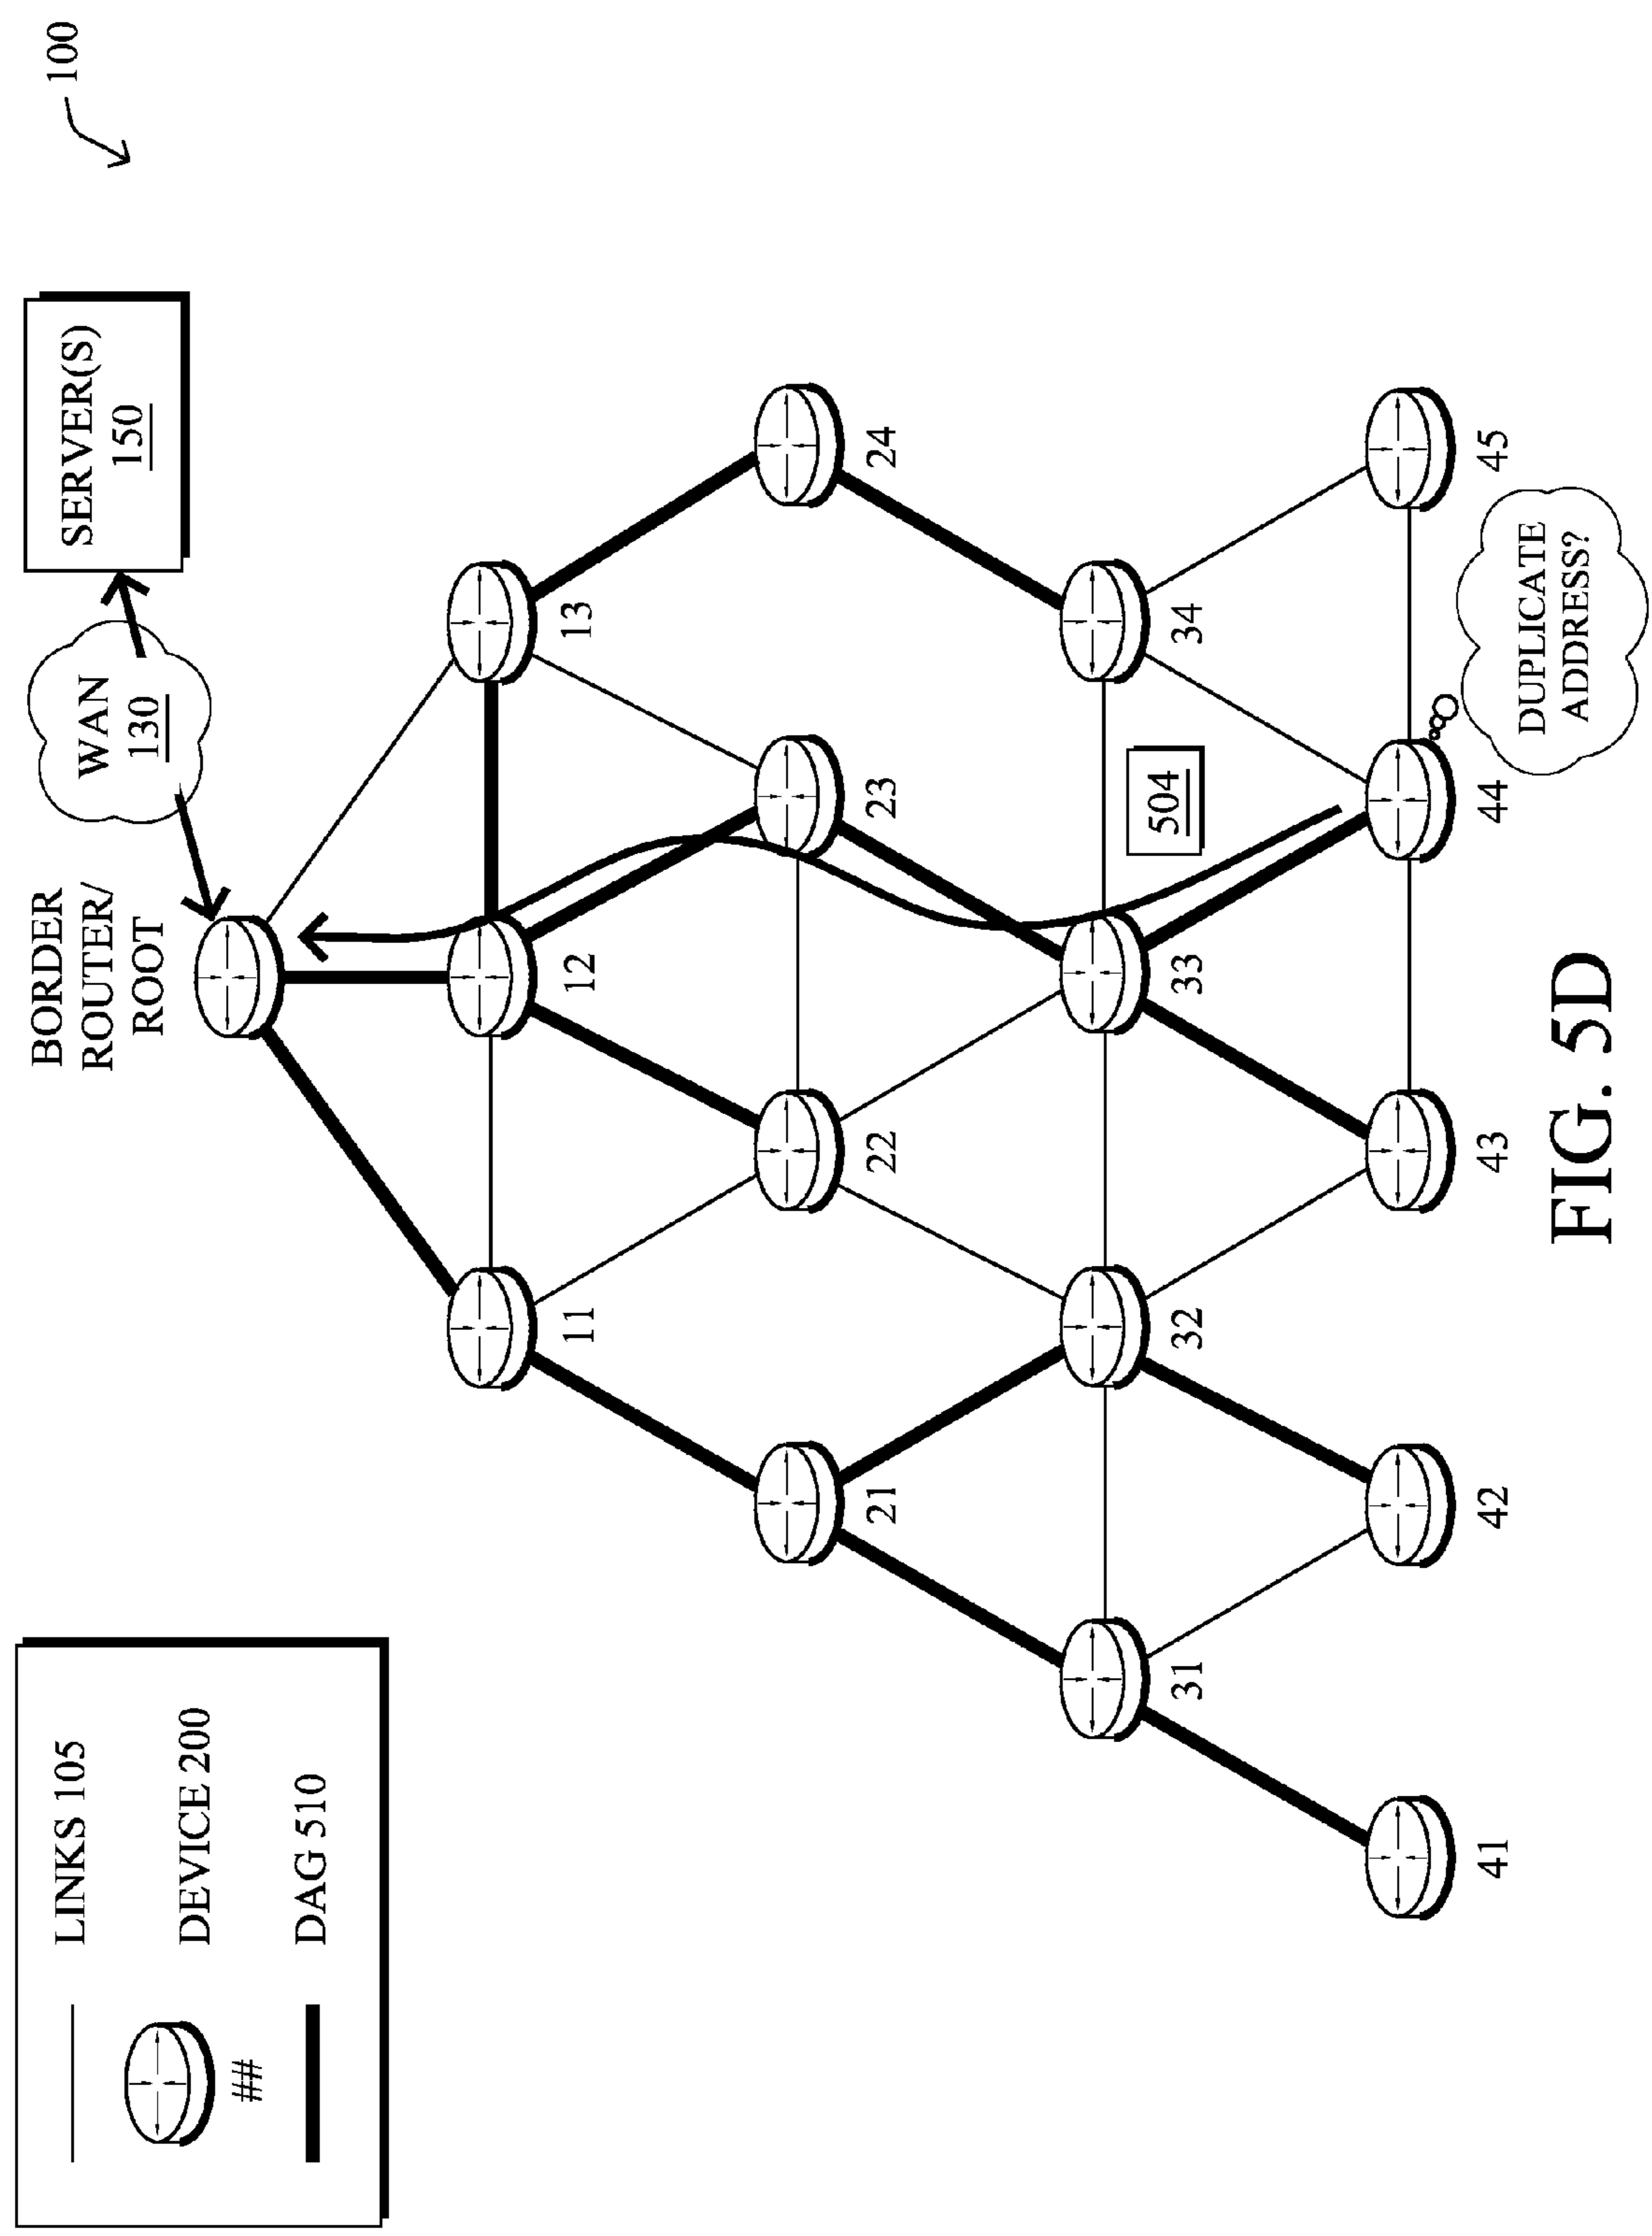 100
SERVER(S)
150
WAN
130
BORDER
ROUTER/
ROOT
LINKS 105
DEVICE 200
##
DAG 510
11
12
13
21
22
23
24
31
32
33
34
504
41
42
43
44
45
DUPLICATE
ADDRESS?
FIG. 5D